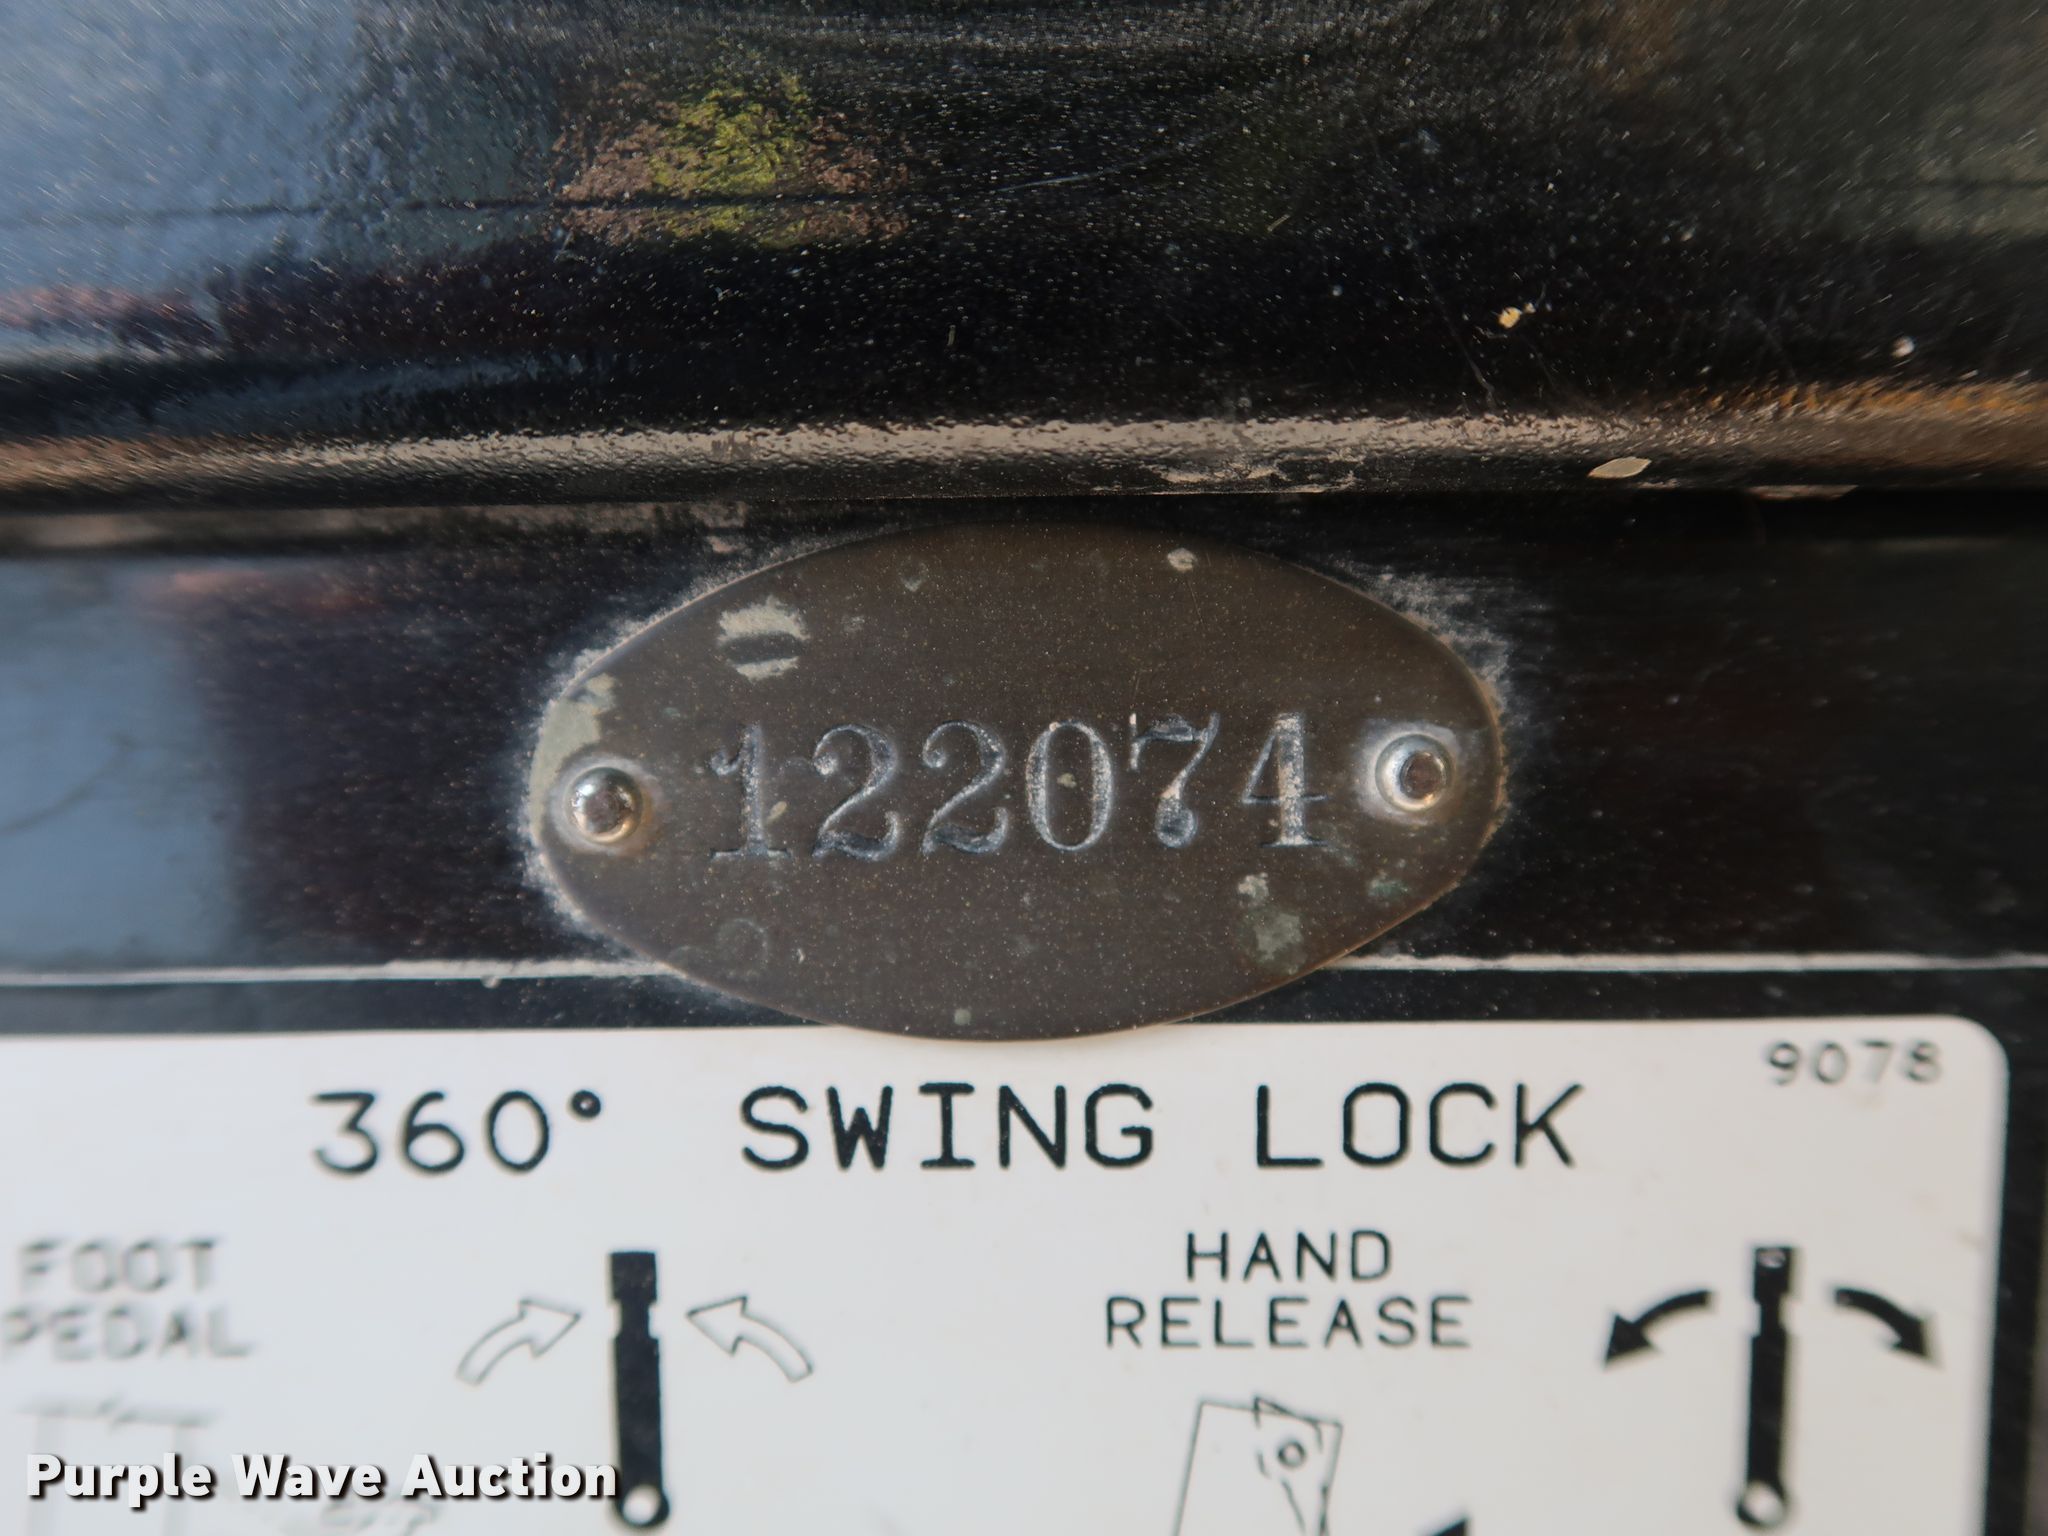 122074
9078
360° SWING LOCK
FOOT
PEDAL
HAND
RELEASE
Purple Wave Auction